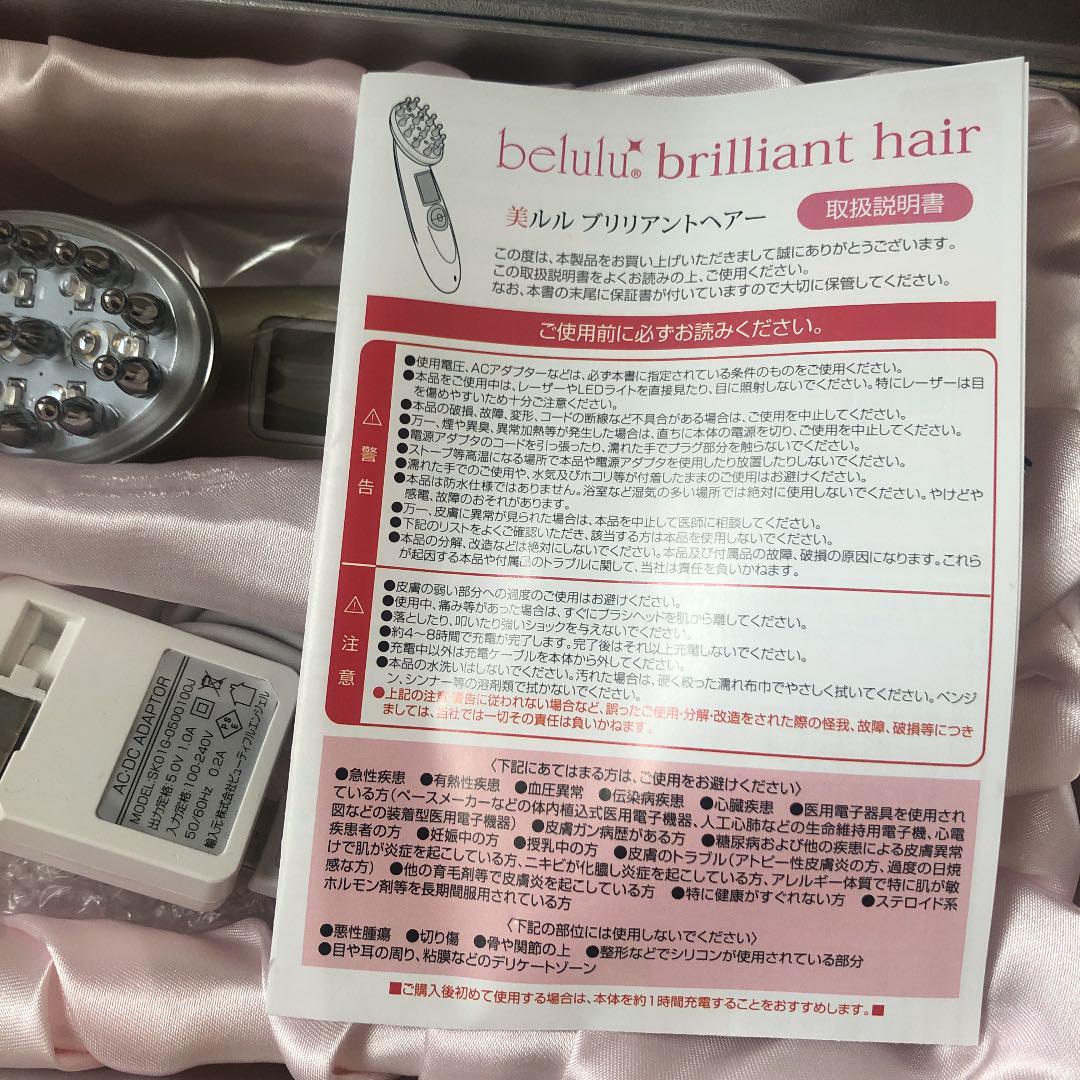 belulu® brilliant hair
美ルル ブリリアントヘアー
取扱説明書
この度は、本製品をお買い上げいただきまして誠にありがとうございます。
この取扱説明書をよくお読みの上、ご使用ください。
なお、本書の末尾に保証書が付いていますので大切に保管してください。
ご使用前に必ずお読みください。
警告
●使用電圧、ACアダプターなどは、必ず本書に指定されている条件のものをご使用ください。
●本品をご使用中は、レーザーやLEDライトを直接見たり、目に照射しないでください。特にレーザーは目
を傷めやすいため十分ご注意ください。
●本品の破損、故障、変形、コードの断線など不具合がある場合は、ご使用を中止してください。
●万一、煙や異臭、異常加熱等が発生した場合は、直ちに本体の電源を切り、ご使用を中止してください。
●電源アダプタのコードを引っ張ったり、濡れた手でプラグ部分を触らないでください。
●ストーブ等高温になる場所で本品や電源アダプタを使用したり放置したりしないでください。
●濡れた手でのご使用や、水気及びホコリ等が付着したままのご使用はお避けください。
●本品は防水仕様ではありません。浴室など湿気の多い場所では絶対に使用しないでください。やけどや
感電、故障のおそれがあります。
●万一、皮膚に異常が見られた場合は、本品を中止して医師に相談してください。
●下記のリストをよくご確認いただき、該当する方は本品を使用しないでください。
●本品の分解、改造などは絶対にしないでください。本品及び付属品の故障、破損の原因になります。これら
が起因する本品や付属品のトラブルに関して、当社は責任を負いかねます。
注意
●皮膚の弱い部分への過度のご使用はお避けください。
●使用中、痛み等があった場合は、すぐにブラシヘッドを肌から離してください。
●落としたり、叩いたり強いショックを与えないでください。
●約4～8時間で充電が完了します。完了後はそれ以上充電しないでください。
●充電中以外は充電ケーブルを本体から外してください。
●本品の水洗いはしないでください。汚れた場合は、硬く絞った濡れ布巾でやさしく拭いてください。ベンジ
ン、シンナー等の溶剤類で拭かないでください。
●上記の注意・警告に従われない場合など、誤ったご使用・分解・改造をされた際の怪我、故障、破損等につき
ましては、当社では一切その責任は負いかねます。
〈下記にあてはまる方は、ご使用をお避けください〉
●急性疾患 ●有熱性疾患 ●血圧異常 ●伝染病疾患 ●心臓疾患 ●医用電子器具を使用され
ている方(ペースメーカーなどの体内植込式医用電子機器、人工心肺などの生命維持用電子機、心電
図などの装着型医用電子機器) ●皮膚ガン病歴がある方 ●糖尿病および他の疾患による皮膚異常
疾患者の方 ●妊娠中の方 ●授乳中の方 ●皮膚のトラブル(アトピー性皮膚炎の方、過度の日焼
けで肌が炎症を起こしている方、ニキビが化膿し炎症を起こしている方、アレルギー体質で特に肌が敏
感な方) ●他の育毛剤等で皮膚炎を起こしている方 ●特に健康がすぐれない方 ●ステロイド系
ホルモン剤等を長期間服用されている方
〈下記の部位には使用しないでください〉
●悪性腫瘍 ●切り傷 ●骨や関節の上 ●整形などでシリコンが使用されている部分
●目や耳の周り、粘膜などのデリケートゾーン
■ご購入後初めて使用する場合は、本体を約1時間充電することをおすすめします。■
AC-DC ADAPTOR
MODEL:SK01G-0500100J
出力定格:5.0V 1.0A
入力定格:100-240V
50/60Hz 0.2A
輸入元:株式会社ビューティフルエンジェル
PS
E